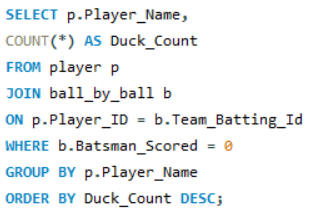 SELECT p.Player_Name,
COUNT(*) AS Duck_Count
FROM player p
JOIN ball_by_ball b
ON p.Player_ID = b.Team_Batting_Id
WHERE b.Batsman_Scored = 0
GROUP BY p.Player_Name
ORDER BY Duck_Count DESC;